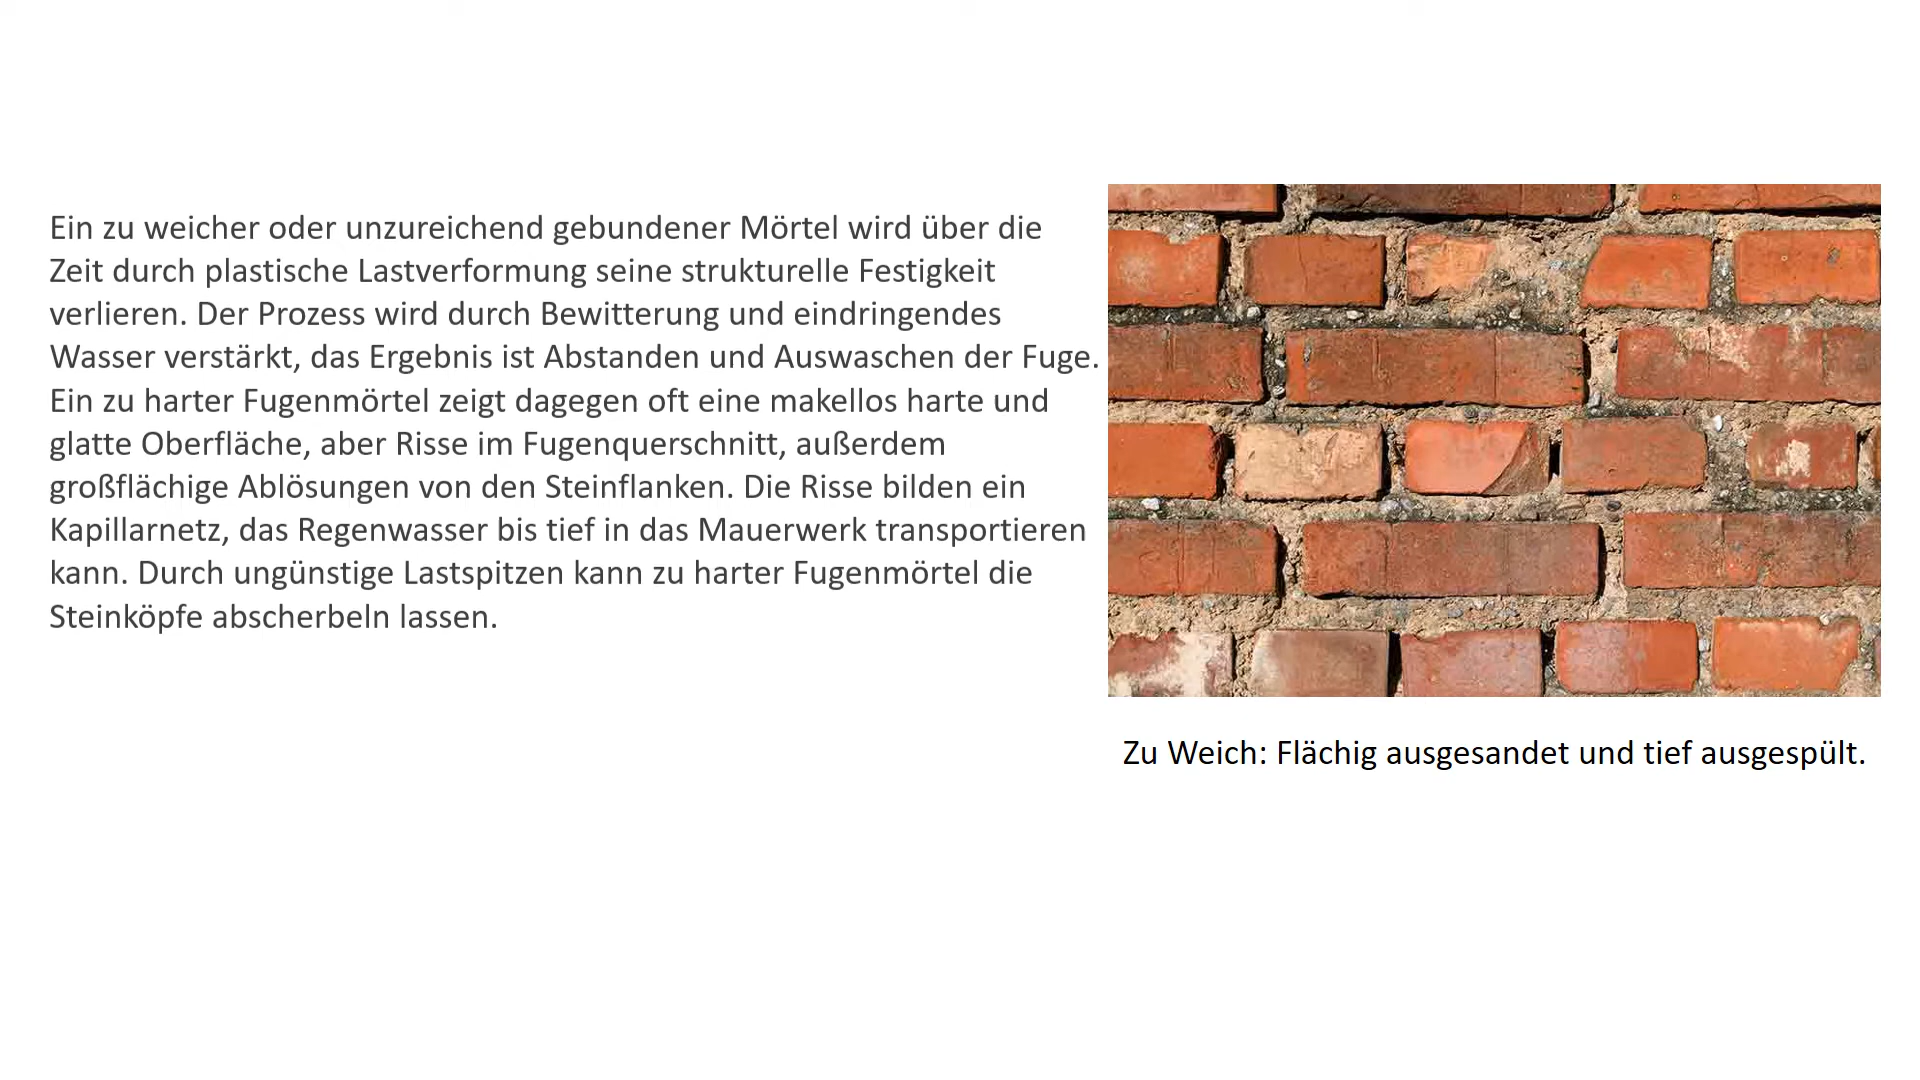 Ein zu weicher oder unzureichend gebundener Mörtel wird über die
Zeit durch plastische Lastverformung seine strukturelle Festigkeit
verlieren. Der Prozess wird durch Bewitterung und eindringendes
Wasser verstärkt, das Ergebnis ist Abstanden und Auswaschen der Fuge.
Ein zu harter Fugenmörtel zeigt dagegen oft eine makellos harte und
glatte Oberfläche, aber Risse im Fugenquerschnitt, außerdem
großflächige Ablösungen von den Steinflanken. Die Risse bilden ein
Kapillarnetz, das Regenwasser bis tief in das Mauerwerk transportieren
kann. Durch ungünstige Lastspitzen kann zu harter Fugenmörtel die
Steinköpfe abscherbeln lassen.
Zu Weich: Flächig ausgesandet und tief ausgespült.